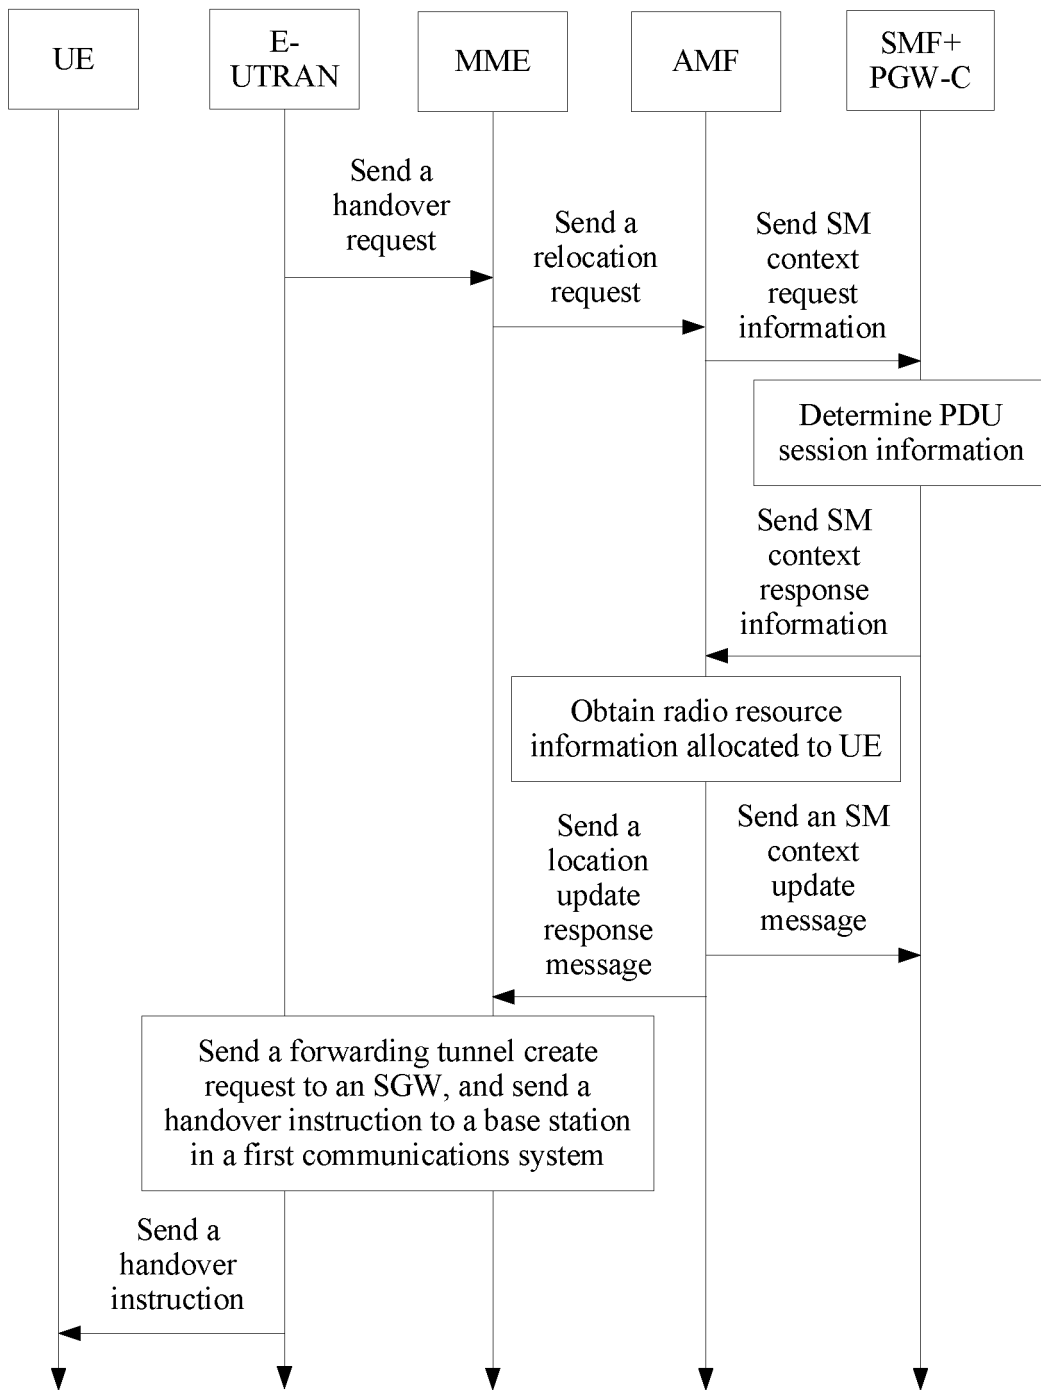 UE
E-
UTRAN
MME
AMF
SMF+
PGW-C
Send a
handover
request
Send a
relocation
request
Send SM
context
request
information
Determine PDU
session information
Send SM
context
response
information
Obtain radio resource
information allocated to UE
Send a
location
update
response
message
Send an SM
context
update
message
Send a forwarding tunnel create
request to an SGW, and send a
handover instruction to a base station
in a first communications system
Send a
handover
instruction